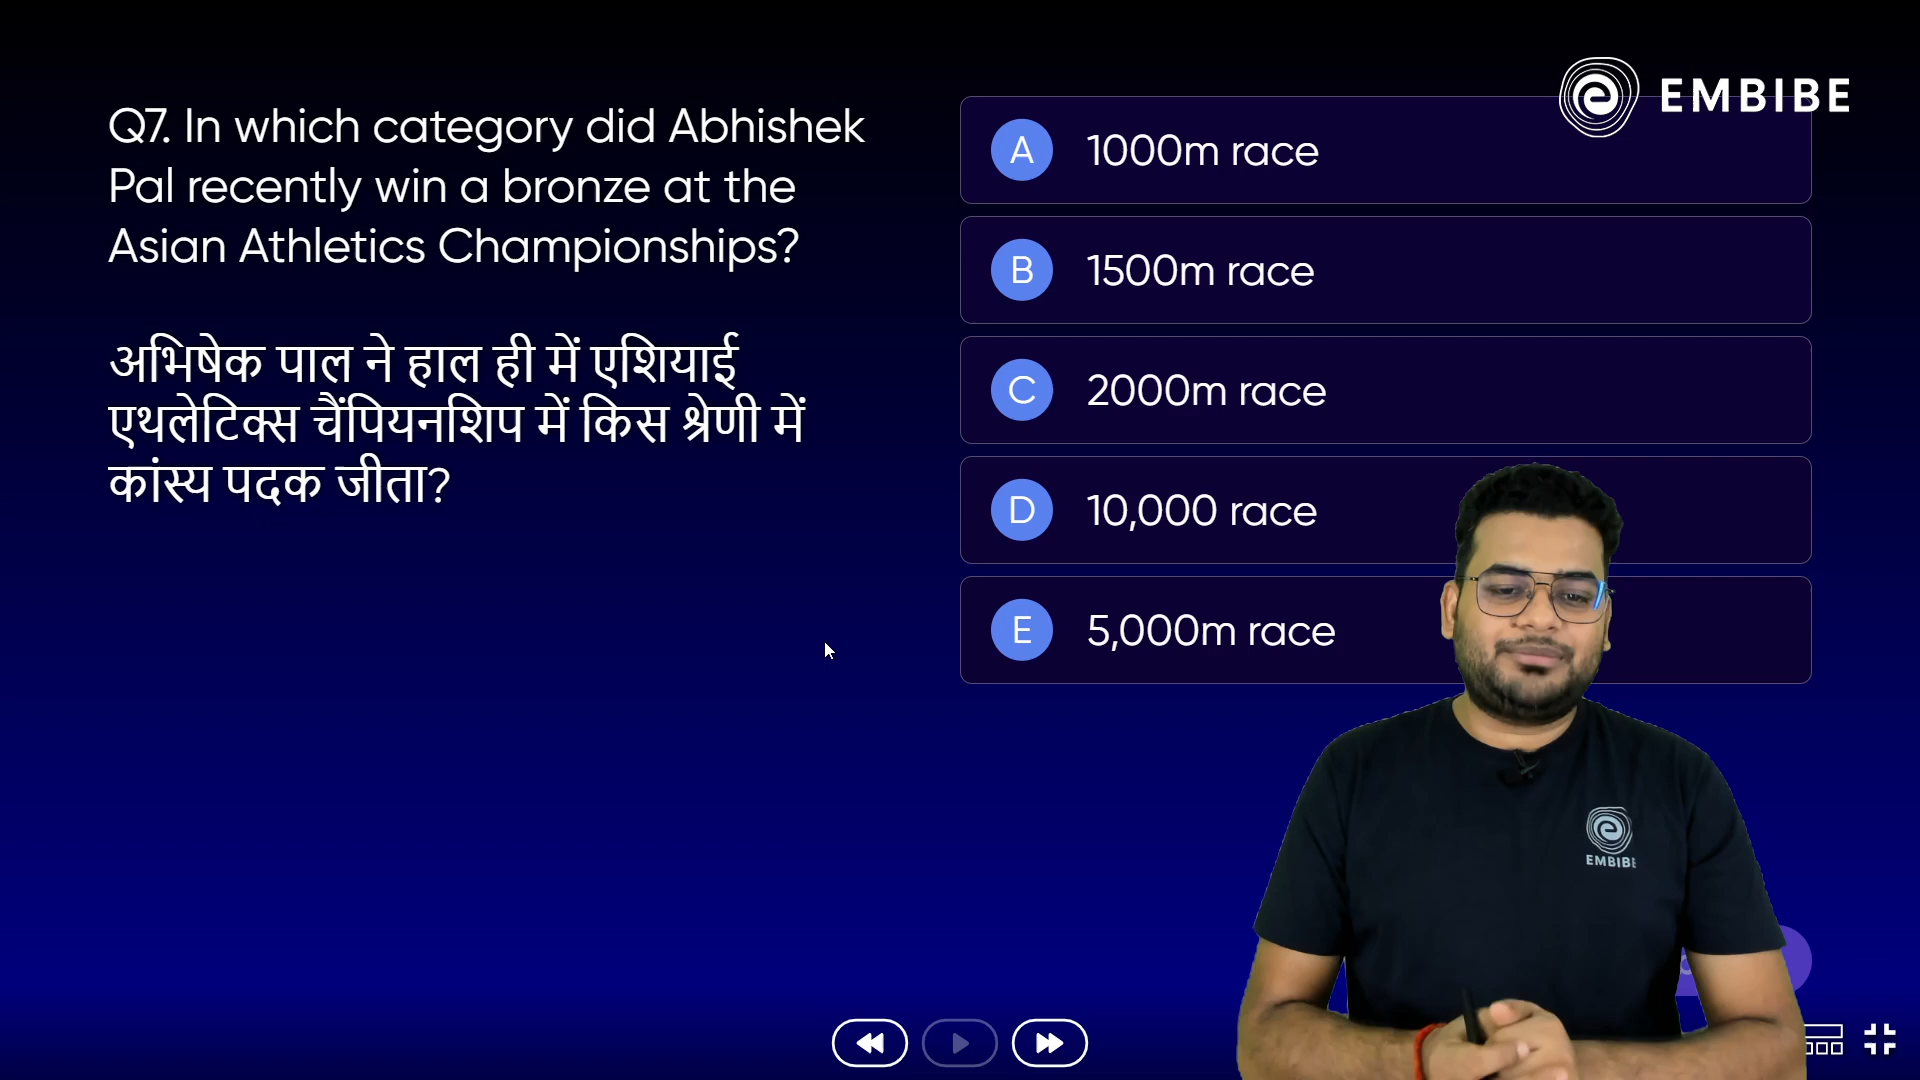 EMBIBE
Q7. In which category did Abhishek
Pal recently win a bronze at the
Asian Athletics Championships?
अभिषेक पाल ने हाल ही में एशियाई
एथलेटिक्स चैंपियनशिप में किस श्रेणी में
कांस्य पदक जीता?
A 1000m race
B 1500m race
C 2000m race
D 10,000 race
E 5,000m race
EMBIBE